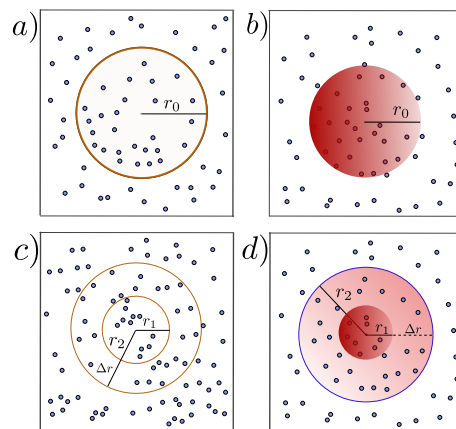 a)
r₀
b)
r₀
c)
r₁
r₂
Δr
d)
r₂
r₁
Δr